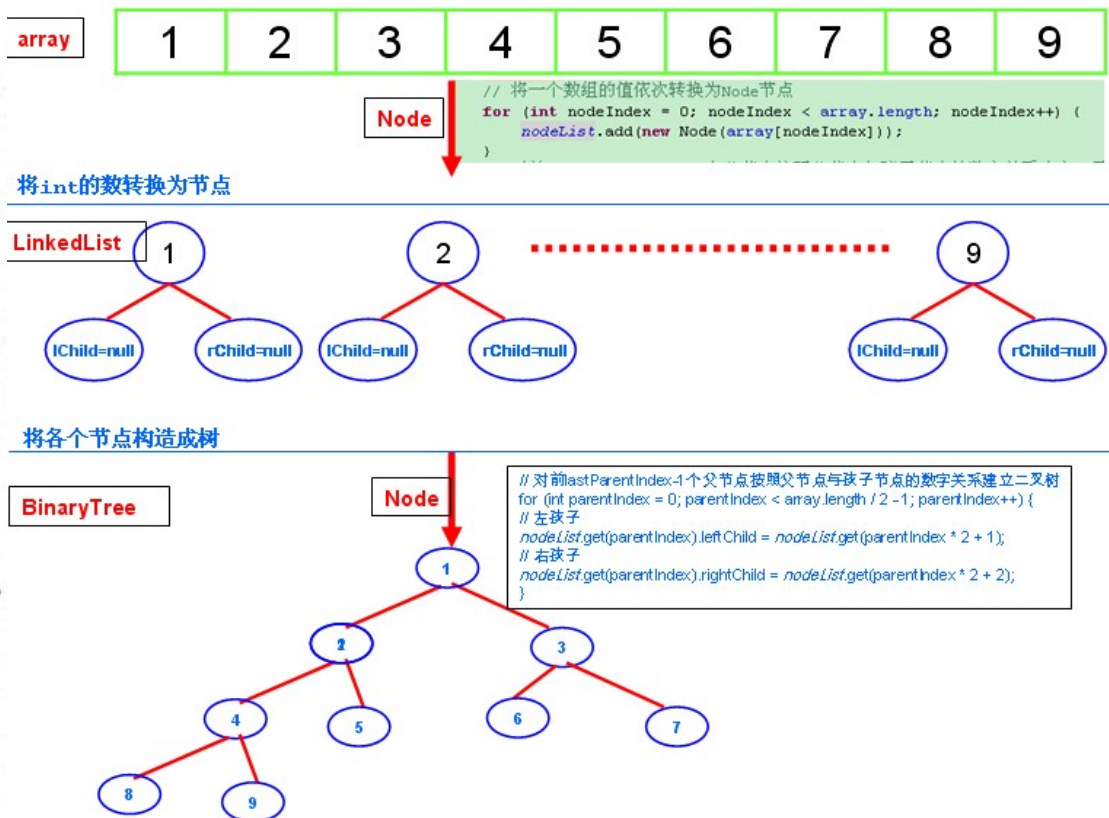 array
1 2 3 4 5 6 7 8 9
// 将一个数组的值依次转换为Node节点
for (int nodeIndex = 0; nodeIndex < array.length; nodeIndex++) {
nodeList.add(new Node(array[nodeIndex]));
}
Node
将int的数转换为节点
LinkedList
1 2 9
lChild=null rChild=null lChild=null rChild=null lChild=null rChild=null
将各个节点构造成树
BinaryTree
Node
// 对前lastParentIndex-1个父节点按照父节点与孩子节点的数字关系建立二叉树
for (int parentIndex = 0; parentIndex < array.length / 2 -1; parentIndex++) {
// 左孩子
nodeList.get(parentIndex).leftChild = nodeList.get(parentIndex * 2 + 1);
// 右孩子
nodeList.get(parentIndex).rightChild = nodeList.get(parentIndex * 2 + 2);
}
1
3
4 5 6 7
8 9